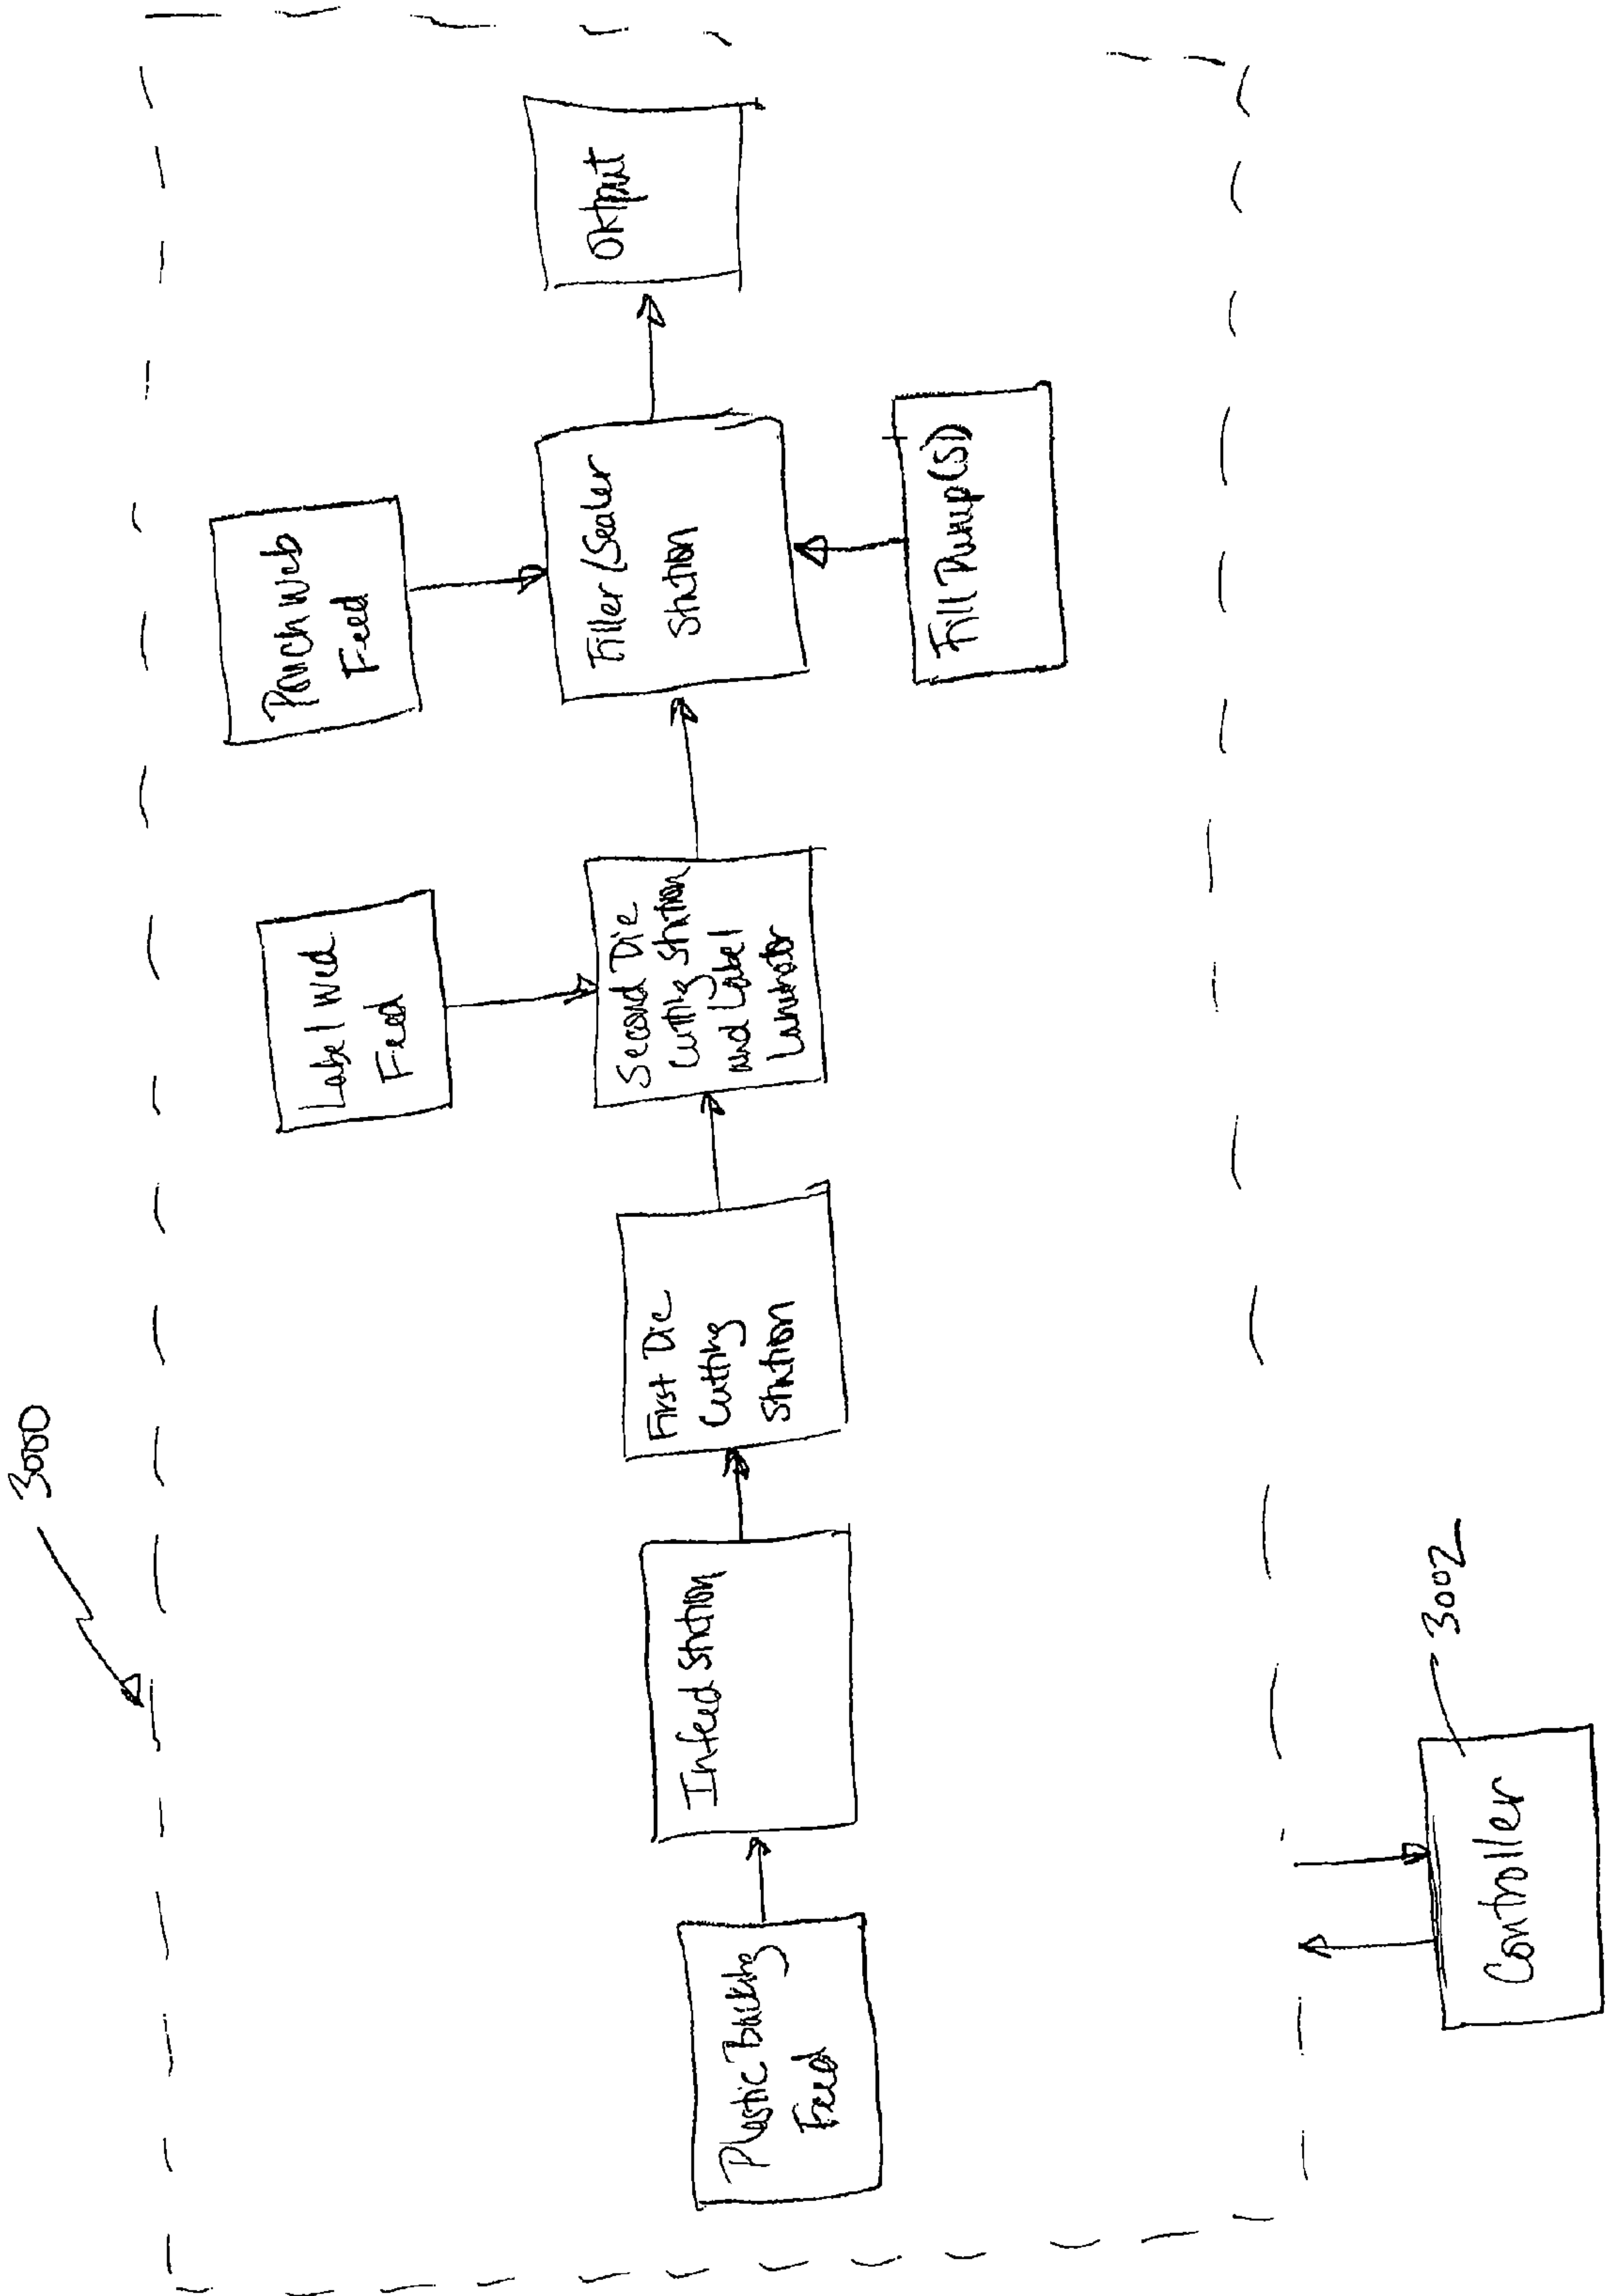 3000
Pouch Web
Feed
Label Wed
Feed
Plastic Backing
Feed
Infeed Station
First Die
Cutting
Station
Second Die
Cutting Station
and Label
Laminator
Filler/Sealer
Station
Output
Fill Pump(s)
Controller
3002